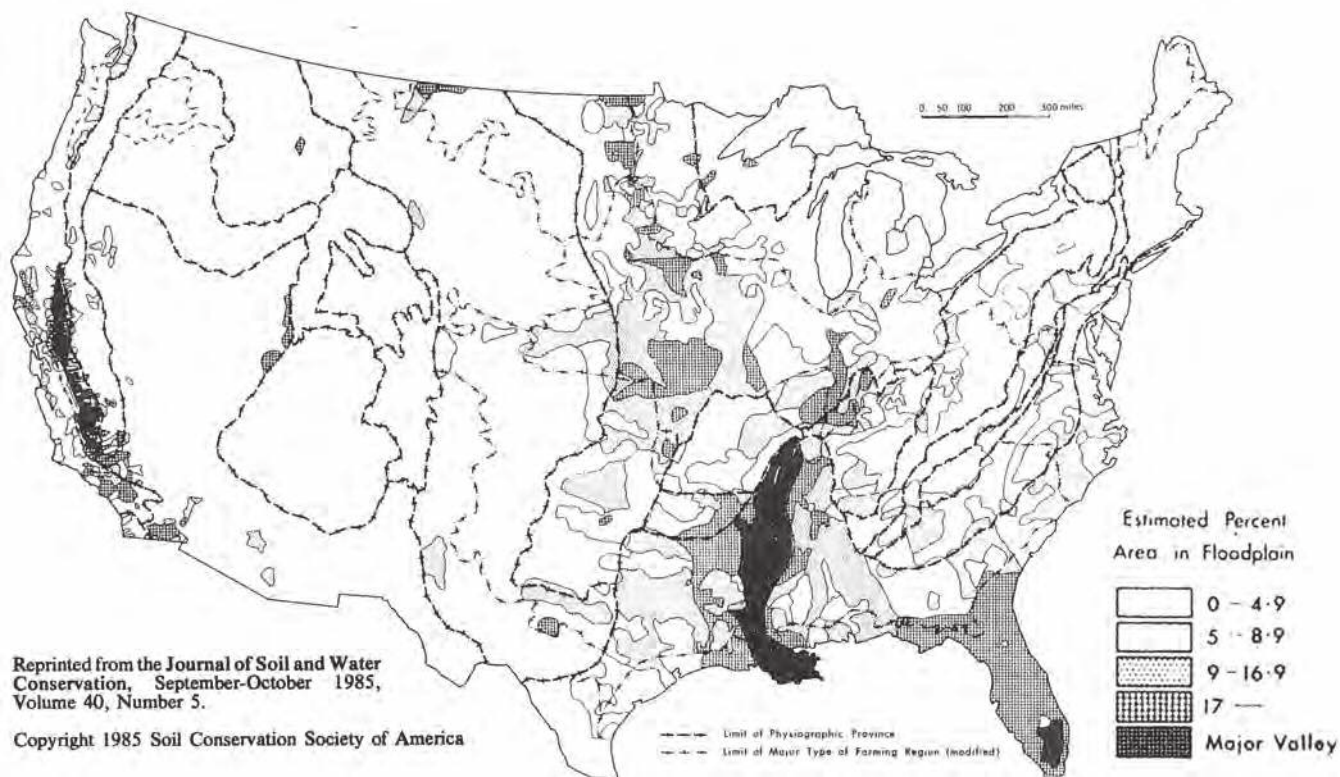 0 50 100 200 300 miles
Estimated Percent
Area in Floodplain
0 - 4.9
5 - 8.9
9 - 16.9
17 —
Major Valley
Reprinted from the Journal of Soil and Water
Conservation, September-October 1985,
Volume 40, Number 5.
Copyright 1985 Soil Conservation Society of America
Limit of Physiographic Province
Limit of Major Type of Farming Region (modified)